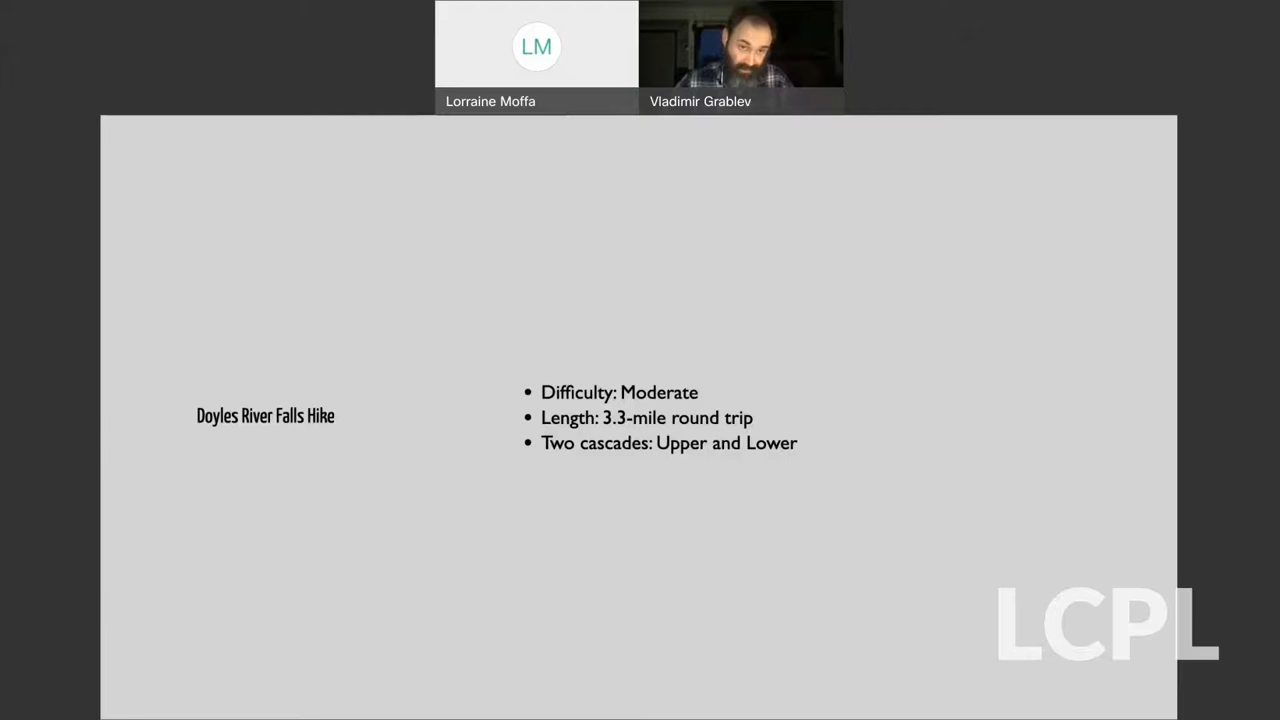 LM
Lorraine Moffa
Vladimir Grablev
Doyles River Falls Hike
• Difficulty: Moderate
• Length: 3.3-mile round trip
• Two cascades: Upper and Lower
LCPL